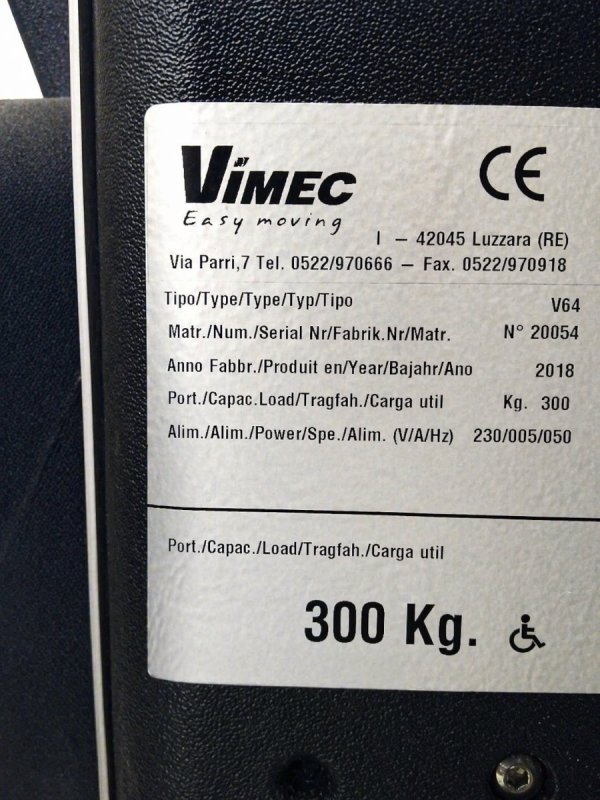 VIMEC
Easy moving
CE
I – 42045 Luzzara (RE)
Via Parri,7 Tel. 0522/970666 – Fax. 0522/970918
Tipo/Type/Type/Typ/Tipo V64
Matr./Num./Serial Nr/Fabrik.Nr/Matr. N° 20054
Anno Fabbr./Produit en/Year/Bajahr/Ano 2018
Port./Capac.Load/Tragfah./Carga util Kg. 300
Alim./Alim./Power/Spe./Alim. (V/A/Hz) 230/005/050
Port./Capac./Load/Tragfah./Carga util
300 Kg.